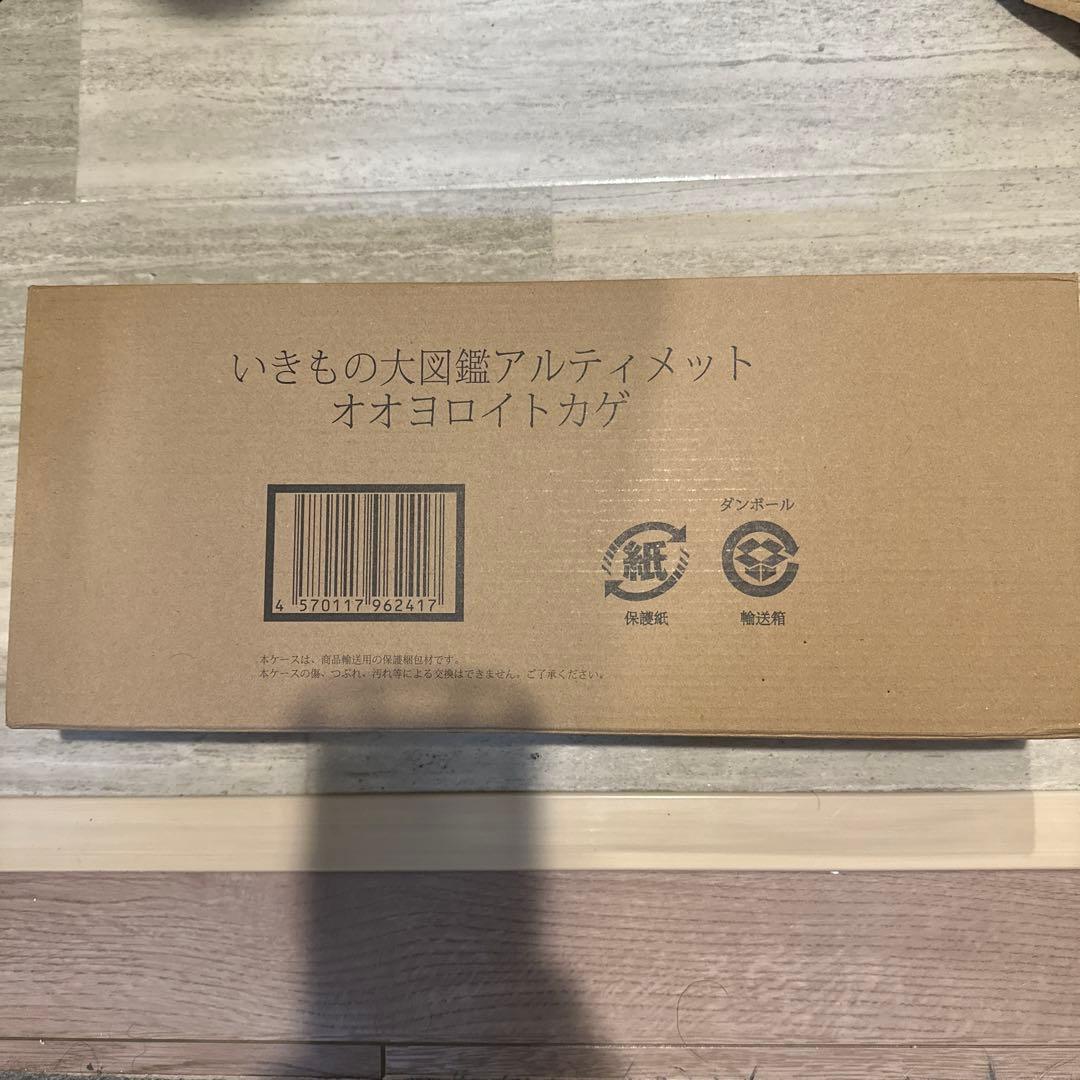 いきもの大図鑑アルティメット
オオヨロイトカゲ
4 570117 962417
紙
保護紙
ダンボール
輸送箱
本ケースは、商品輸送用の保護梱包材です。
本ケースの傷、つぶれ、汚れ等による交換はできません。ご了承ください。